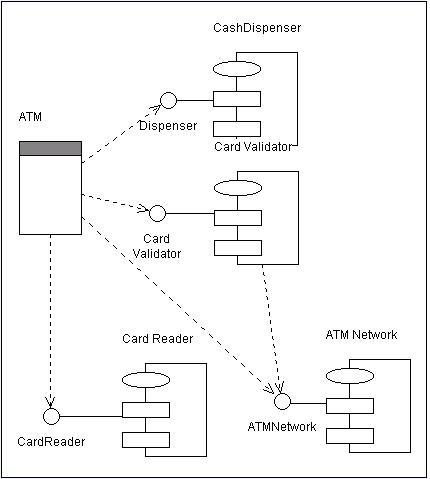 CashDispenser
ATM
Dispenser
Card Validator
Card
Validator
Card Reader
ATM Network
CardReader
ATMNetwork